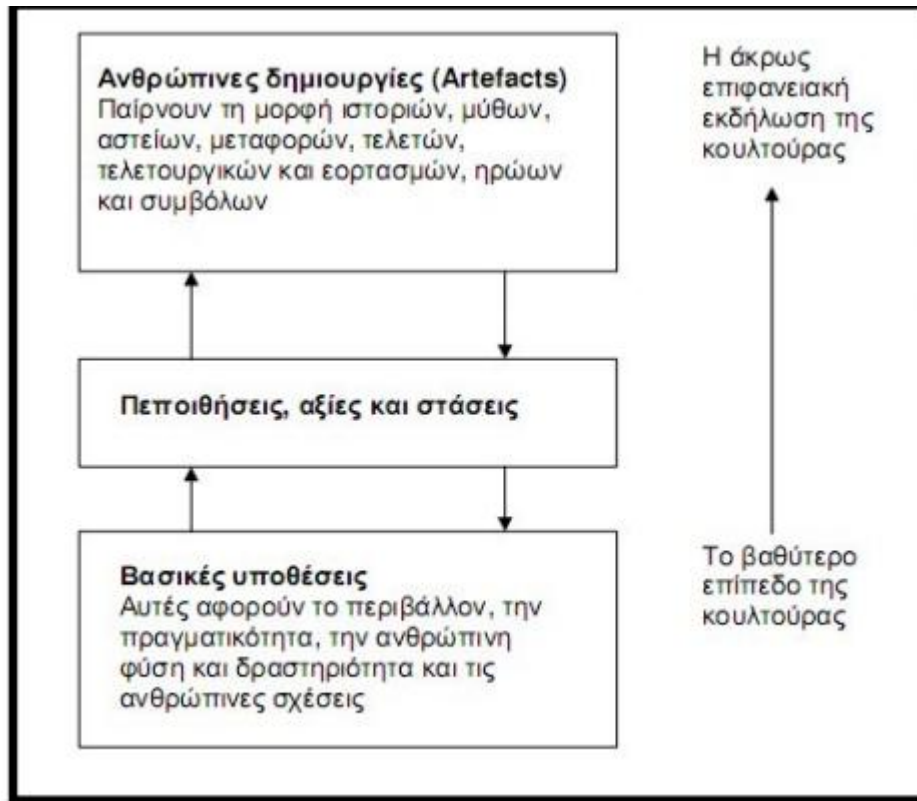 Ανθρώπινες δημιουργίες (Artefacts)
Παίρνουν τη μορφή ιστοριών, μύθων,
αστείων, μεταφορών, τελετών,
τελετουργικών και εορτασμών, ηρώων
και συμβόλων
Η άκρως
επιφανειακή
εκδήλωση της
κουλτούρας
Πεποιθήσεις, αξίες και στάσεις
Βασικές υποθέσεις
Αυτές αφορούν το περιβάλλον, την
πραγματικότητα, την ανθρώπινη
φύση και δραστηριότητα και τις
ανθρώπινες σχέσεις
Το βαθύτερο
επίπεδο της
κουλτούρας